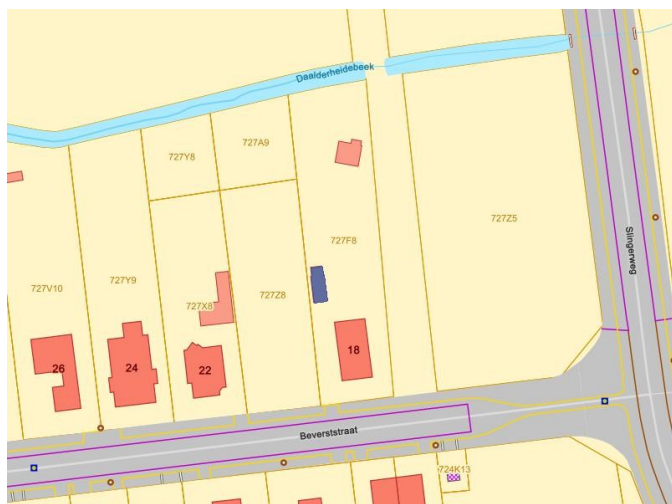 Daalderheidebeek
727Y8
727A9
727Z5
Slingerweg
727F8
727V10
727Y9
727X8
727Z8
26
24
22
18
Beverststraat
724K13